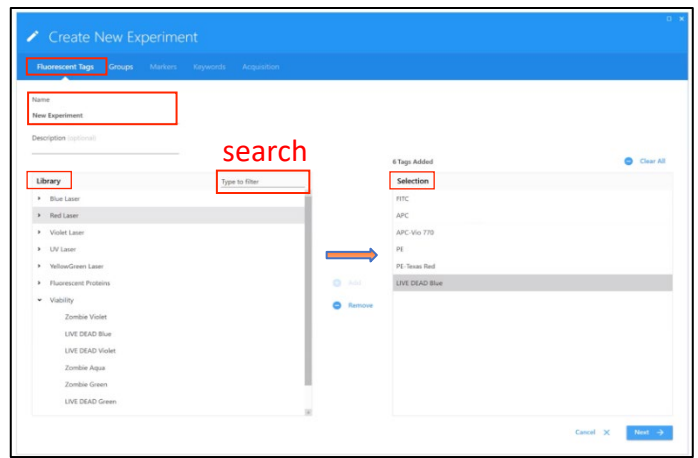 Create New Experiment
Fluorescent Tags Groups Markers Keywords Acquisition
Name
New Experiment
Description (optional)
search
6 Tags Added
Clear All
Library
Type to filter
Selection
Blue Laser
Red Laser
Violet Laser
UV Laser
YellowGreen Laser
Fluorescent Proteins
Viability
Zombie Violet
LIVE DEAD Blue
LIVE DEAD Violet
Zombie Aqua
Zombie Green
LIVE DEAD Green
Add
Remove
FITC
APC
APC-Vio 770
PE
PE-Texas Red
LIVE DEAD Blue
Cancel
Next